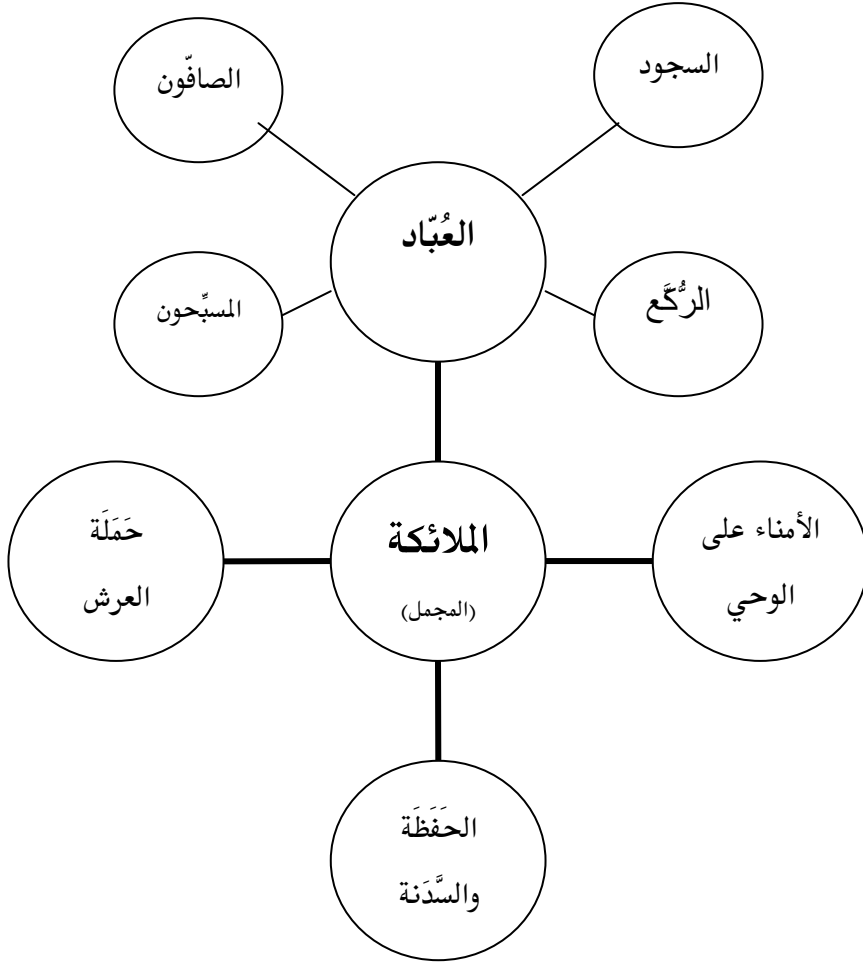 السجود
الصافّون
العُبّاد
الرُّكَّع
المسبِّحون
الملائكة
(المجمل)
الأمناء على
الوحي
حَمَلَة
العرش
الحَفَظَة
والسَّدَنة